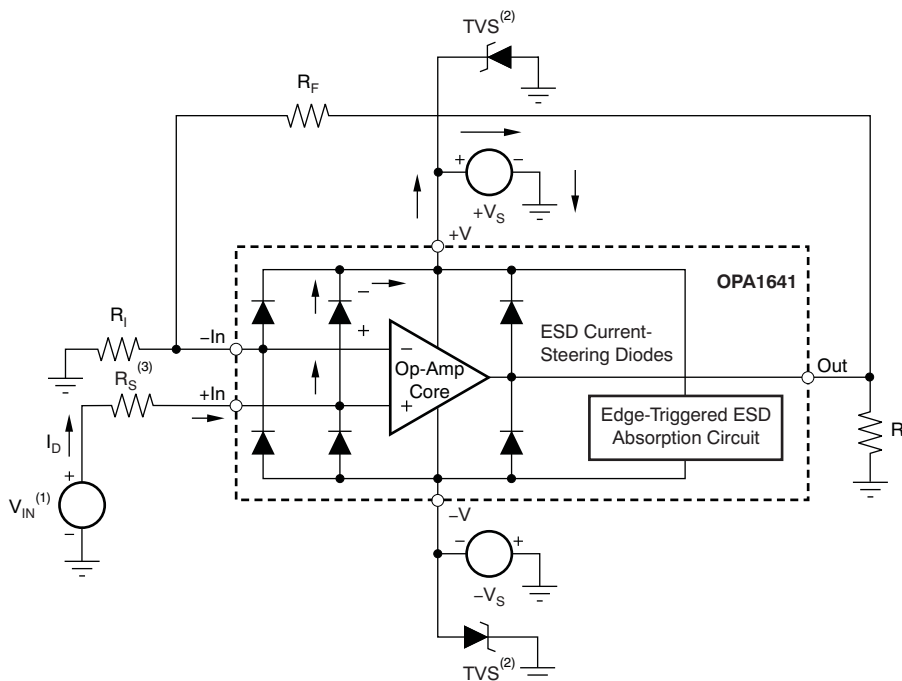 TVS(2)
RF
+ −
+VS
+V
OPA1641
−
+
RI
−In
−
ESD Current-
Steering Diodes
Op-Amp
Core
Out
RS(3)
+In
+
Edge-Triggered ESD
Absorption Circuit
R
ID
+
VIN(1)
−
−V
− +
−VS
TVS(2)